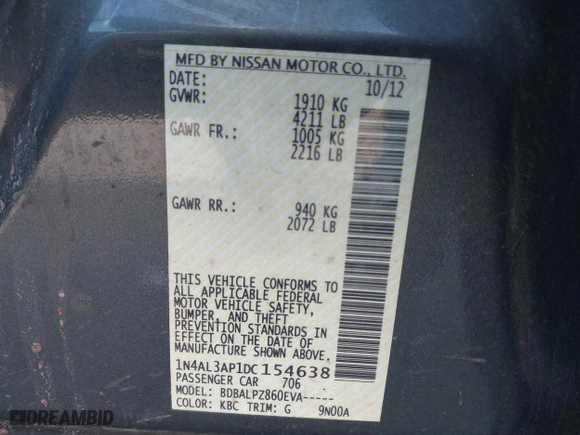 MFD BY NISSAN MOTOR CO., LTD.
DATE: 10/12
GVWR: 1910 KG
4211 LB
GAWR FR.: 1005 KG
2216 LB
GAWR RR.: 940 KG
2072 LB
THIS VEHICLE CONFORMS TO
ALL APPLICABLE FEDERAL
MOTOR VEHICLE SAFETY,
BUMPER, AND THEFT
PREVENTION STANDARDS IN
EFFECT ON THE DATE OF
MANUFACTURE SHOWN ABOVE.
1N4AL3AP1DC154638
PASSENGER CAR 706
MODEL: BDBALPZ860EVA-----
COLOR: KBC TRIM: G 9N00A
DREAMBID